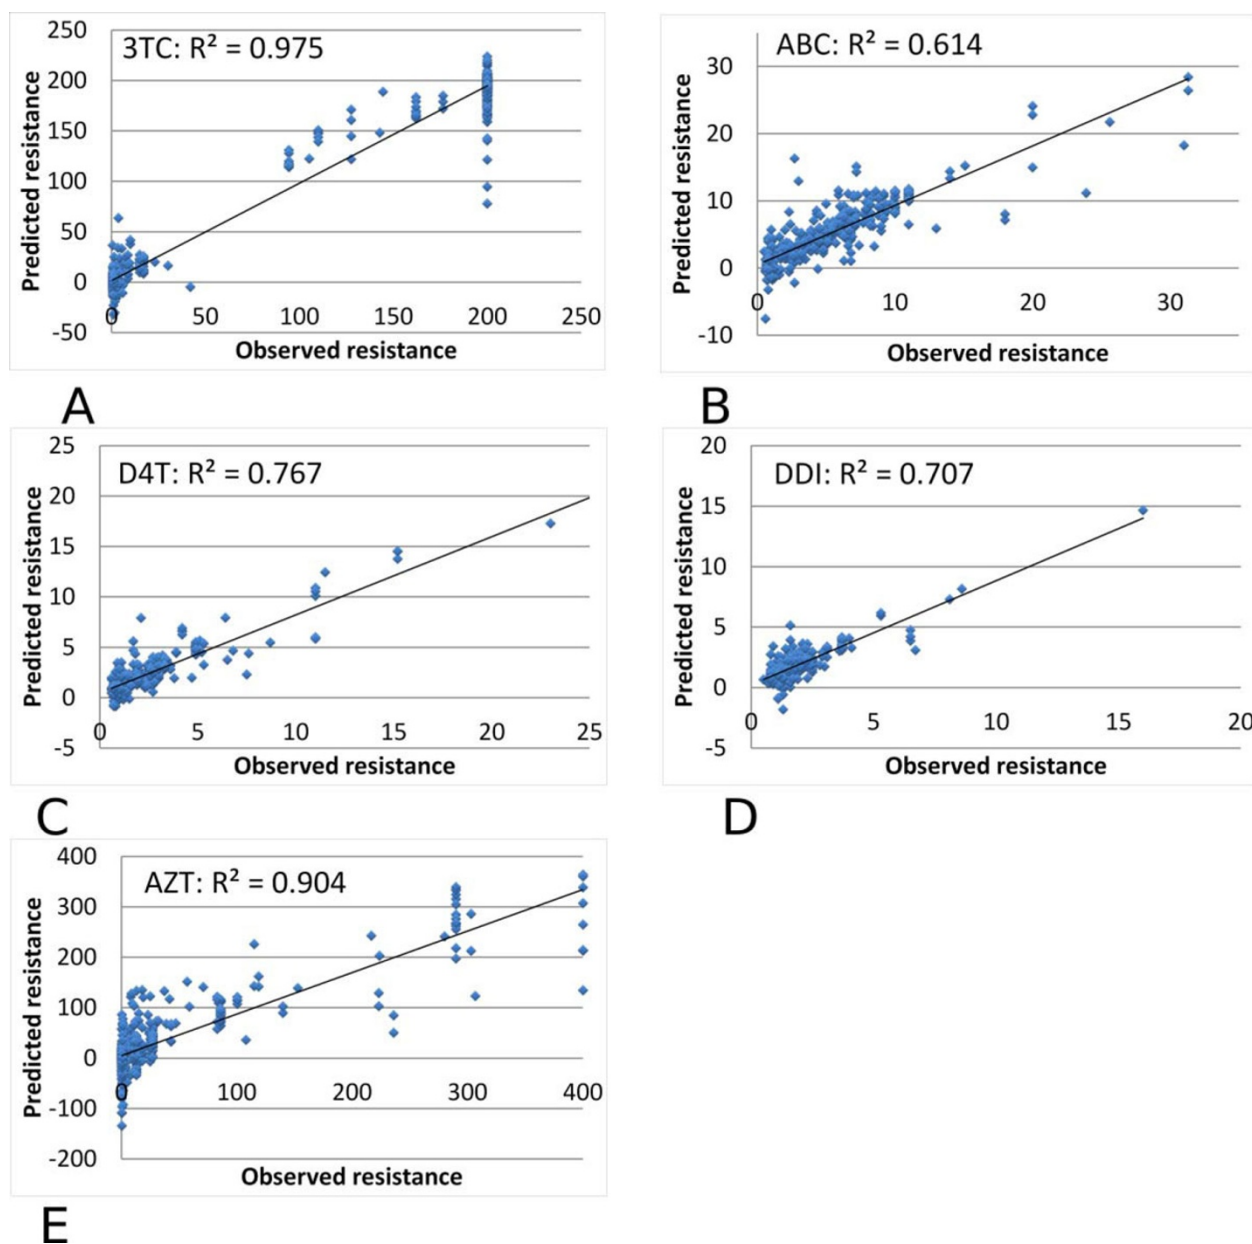 3TC: R² = 0.975
250
200
150
100
50
0
-50
0 50 100 150 200 250
Predicted resistance
Observed resistance
A
ABC: R² = 0.614
30
20
10
0
-10
0 10 20 30
Predicted resistance
Observed resistance
B
D4T: R² = 0.767
25
20
15
10
5
0
-5
0 5 10 15 20 25
Predicted resistance
Observed resistance
C
DDI: R² = 0.707
20
15
10
5
0
-5
0 5 10 15 20
Predicted resistance
Observed resistance
D
AZT: R² = 0.904
400
300
200
100
0
-100
-200
0 100 200 300 400
Predicted resistance
Observed resistance
E